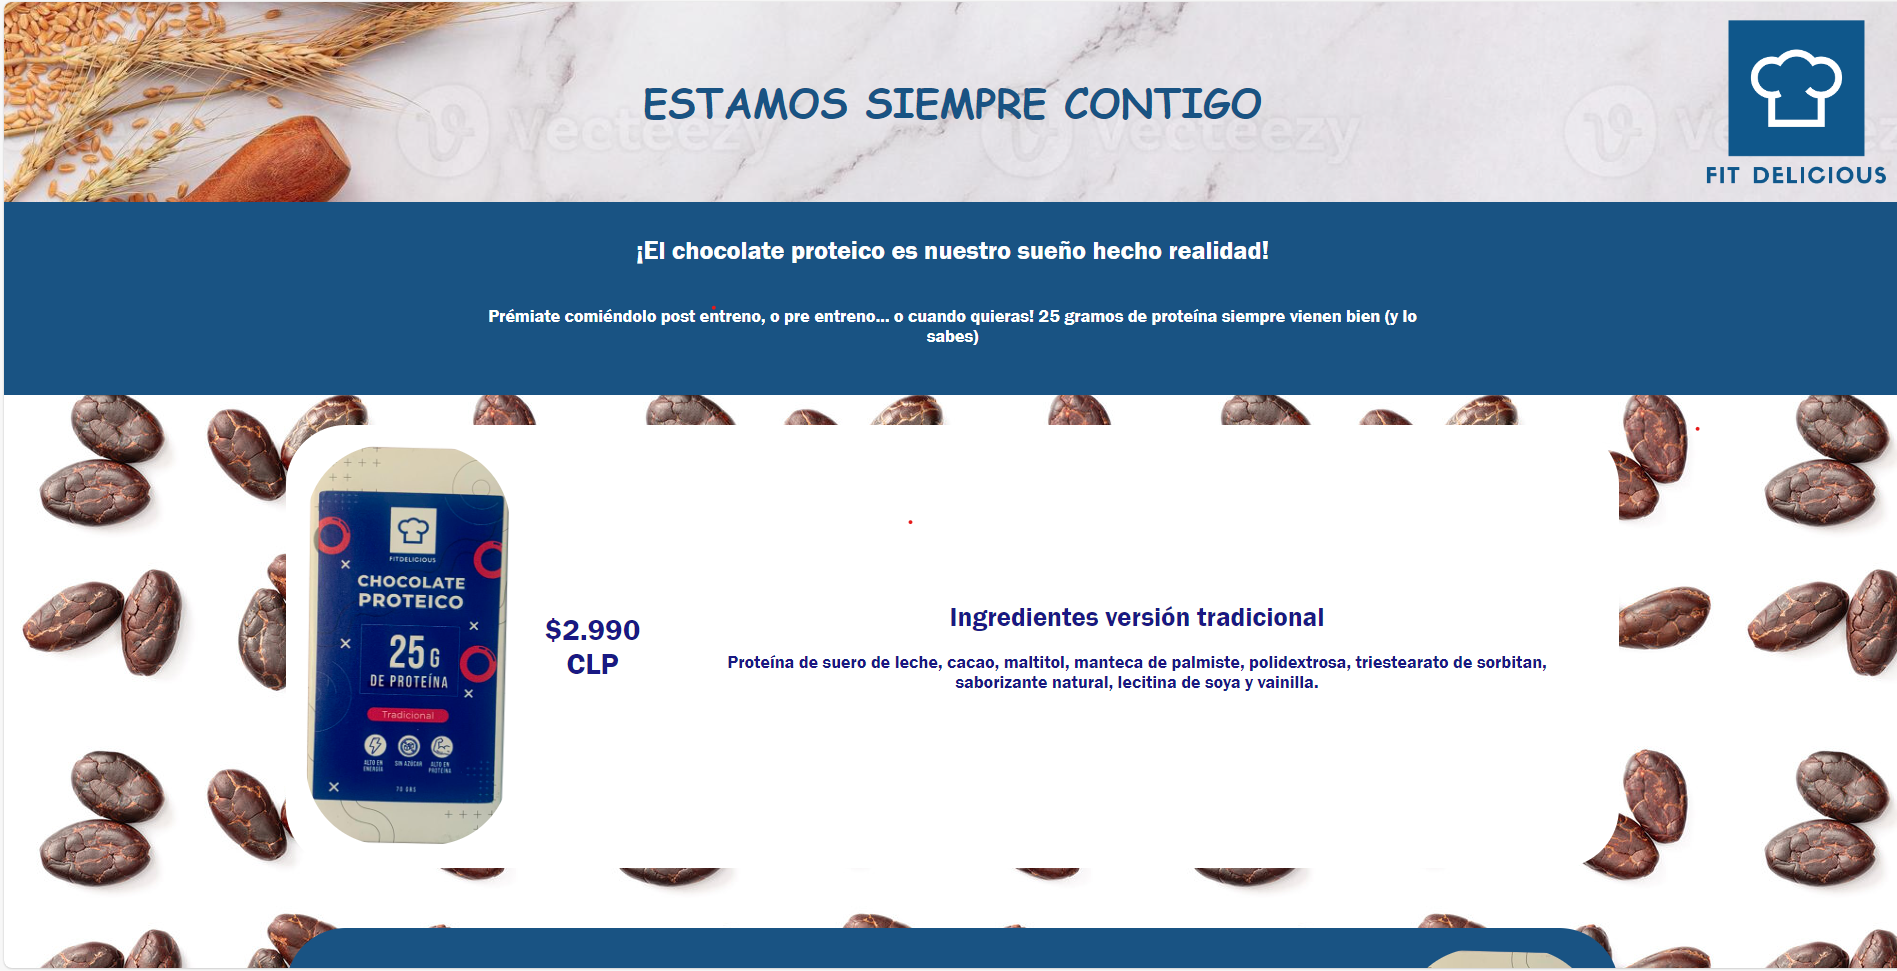 ESTAMOS SIEMPRE CONTIGO
Vecteezy
Vecteezy
FIT DELICIOUS
¡El chocolate proteico es nuestro sueño hecho realidad!
Prémiate comiéndolo post entreno, o pre entreno... o cuando quieras! 25 gramos de proteína siempre vienen bien (y lo
sabes)
FITDELICIOUS
CHOCOLATE
PROTEICO
25 G
DE PROTEÍNA
Tradicional
ALTO EN
ENERGÍA
SIN AZÚCAR
ALTO EN
PROTEÍNA
70 GRS
$2.990
CLP
Ingredientes versión tradicional
Proteína de suero de leche, cacao, maltitol, manteca de palmiste, polidextrosa, triestearato de sorbitan,
saborizante natural, lecitina de soya y vainilla.